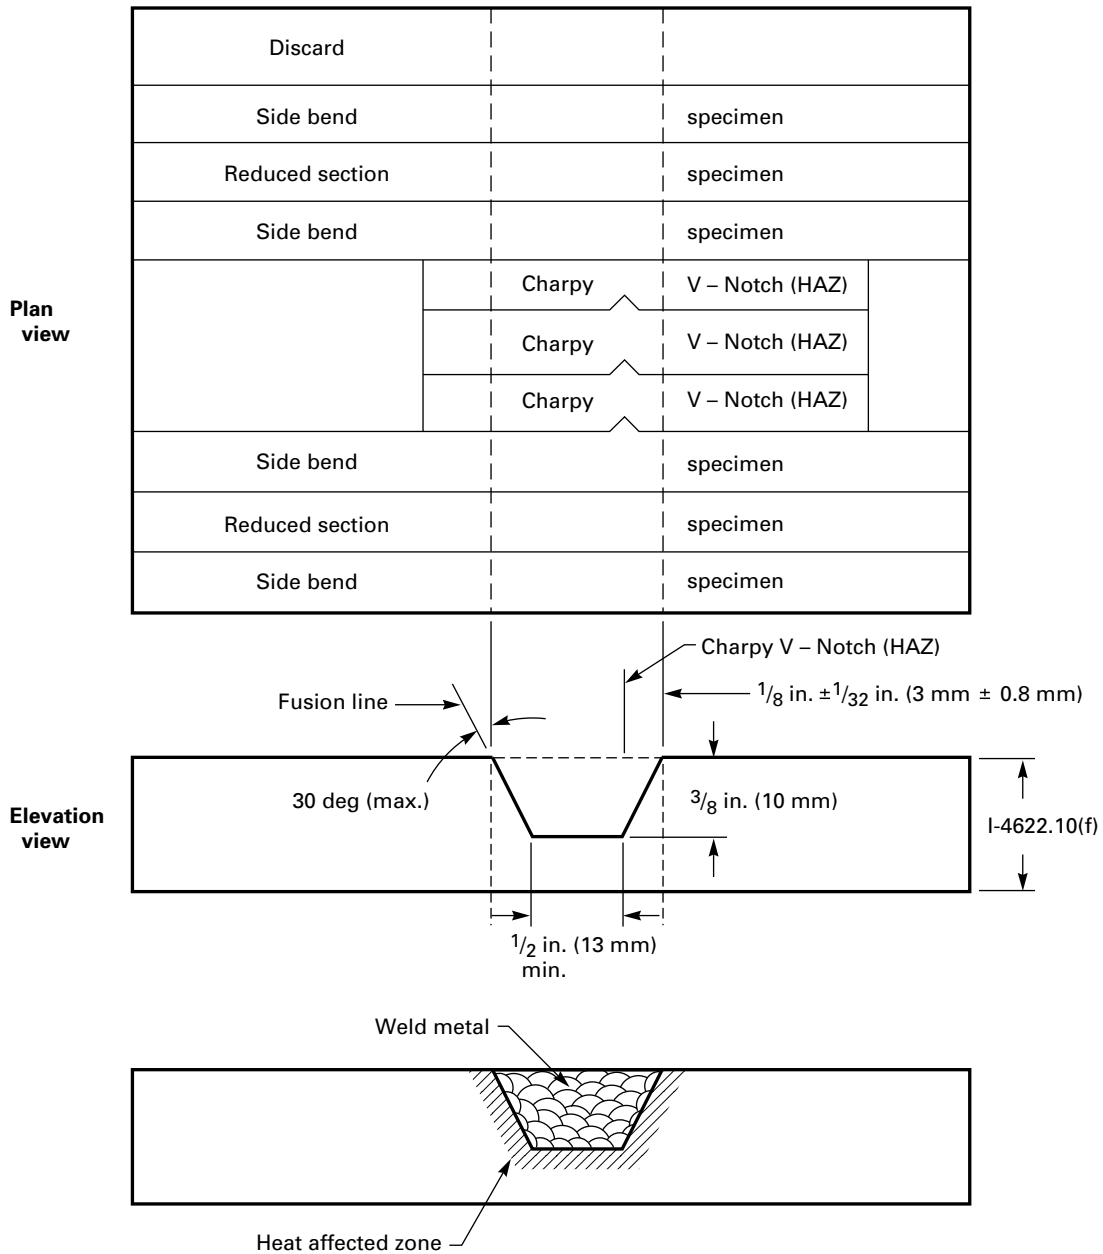 Discard
Side bend specimen
Reduced section specimen
Side bend specimen
Charpy V – Notch (HAZ)
Plan
view
Charpy V – Notch (HAZ)
Charpy V – Notch (HAZ)
Side bend specimen
Reduced section specimen
Side bend specimen
Charpy V – Notch (HAZ)
Fusion line
1/8 in. ±1/32 in. (3 mm ± 0.8 mm)
30 deg (max.)
3/8 in. (10 mm)
Elevation
view
I-4622.10(f)
1/2 in. (13 mm)
min.
Weld metal
Heat affected zone